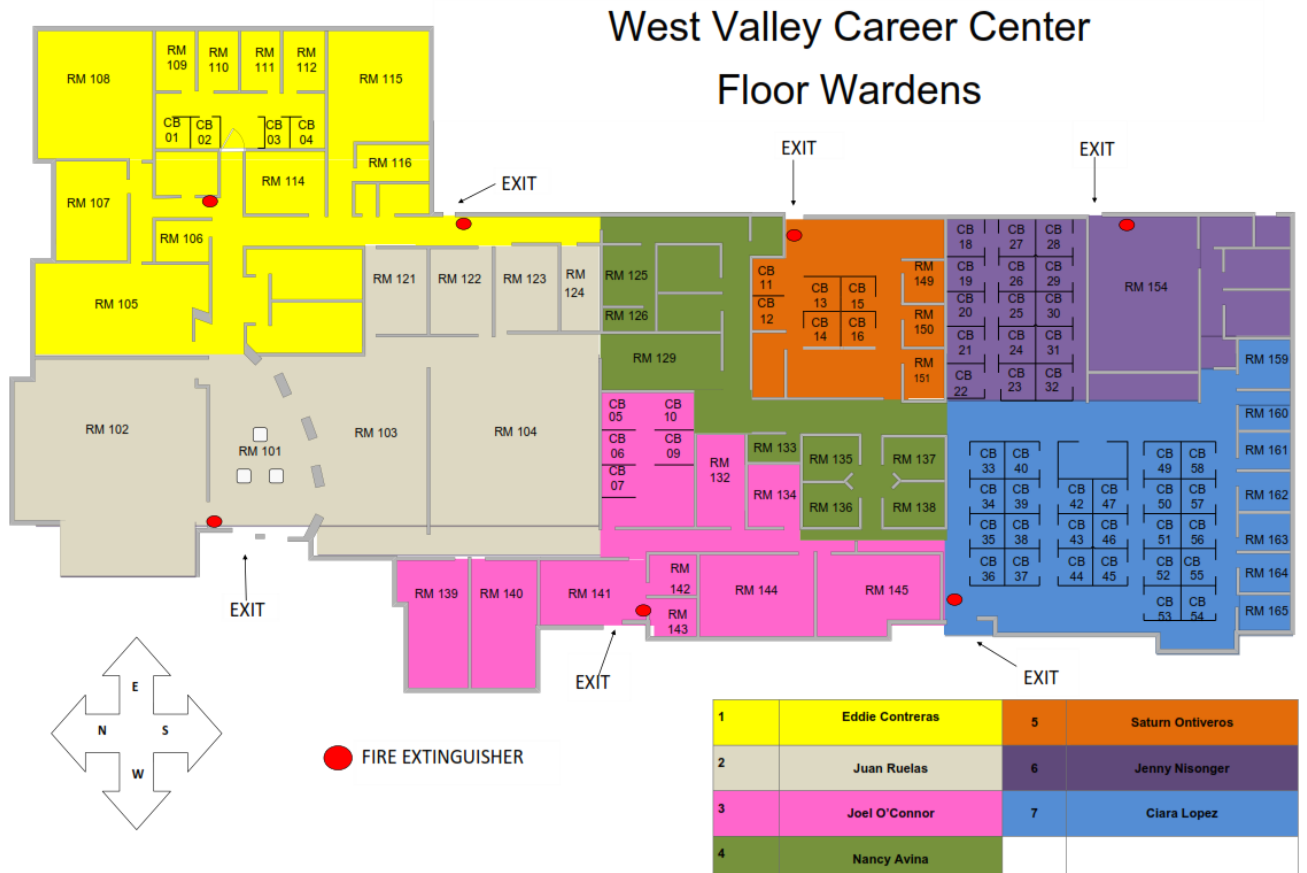 West Valley Career Center
Floor Wardens
RM 108
RM
109
RM
110
RM
111
RM
112
RM 115
CB
01
CB
02
CB
03
CB
04
RM 116
RM 114
RM 107
RM 106
RM 105
EXIT
EXIT
EXIT
RM 121
RM 122
RM 123
RM
124
RM 125
RM 126
RM 129
CB
11
CB
12
CB
13
CB
15
CB
14
CB
16
RM
149
RM
150
RM
151
CB
18
CB
27
CB
28
CB
19
CB
26
CB
29
CB
20
CB
25
CB
30
CB
21
CB
24
CB
31
CB
22
CB
23
CB
32
RM 154
RM 159
RM 160
RM 161
RM 162
RM 163
RM 164
RM 165
RM 102
RM 101
RM 103
RM 104
CB
05
CB
10
CB
06
CB
09
CB
07
RM
132
RM 133
RM 134
RM 135
RM 137
RM 136
RM 138
CB
33
CB
40
CB
34
CB
39
CB
35
CB
38
CB
36
CB
37
CB
42
CB
47
CB
43
CB
46
CB
44
CB
45
CB
49
CB
58
CB
50
CB
57
CB
51
CB
56
CB
52
CB
55
CB
53
CB
54
RM 139
RM 140
RM 141
RM
142
RM
143
RM 144
RM 145
EXIT
EXIT
EXIT
E
N S
W
FIRE EXTINGUISHER
1 Eddie Contreras 5 Saturn Ontiveros
2 Juan Ruelas 6 Jenny Nisonger
3 Joel O'Connor 7 Ciara Lopez
4 Nancy Avina